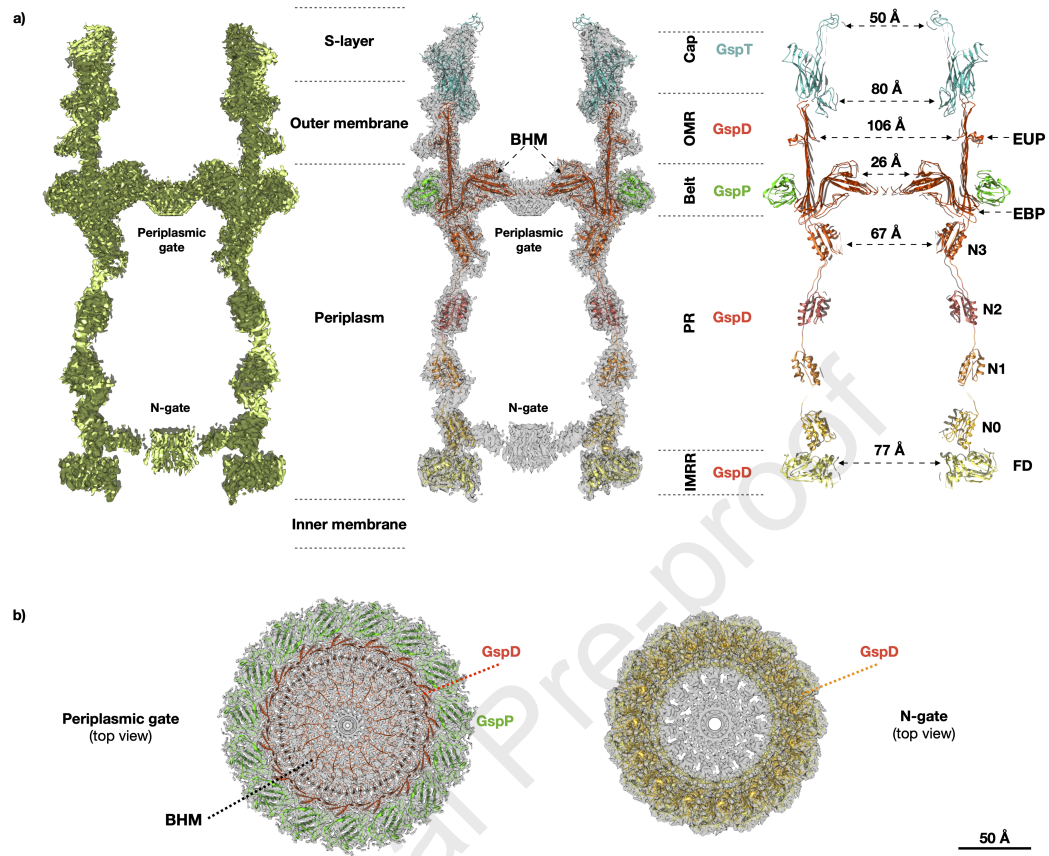 a)
S-layer
Outer membrane
Periplasm
Inner membrane
Periplasmic
gate
N-gate
BHM
Periplasmic
gate
N-gate
Cap
GspT
OMR
GspD
Belt
GspP
PR
GspD
IMRR
GspD
50 Å
80 Å
106 Å
EUP
26 Å
EBP
67 Å
N3
N2
N1
N0
77 Å
FD
b)
Periplasmic gate
(top view)
GspD
GspP
BHM
GspD
N-gate
(top view)
50 Å
al Pre-proof